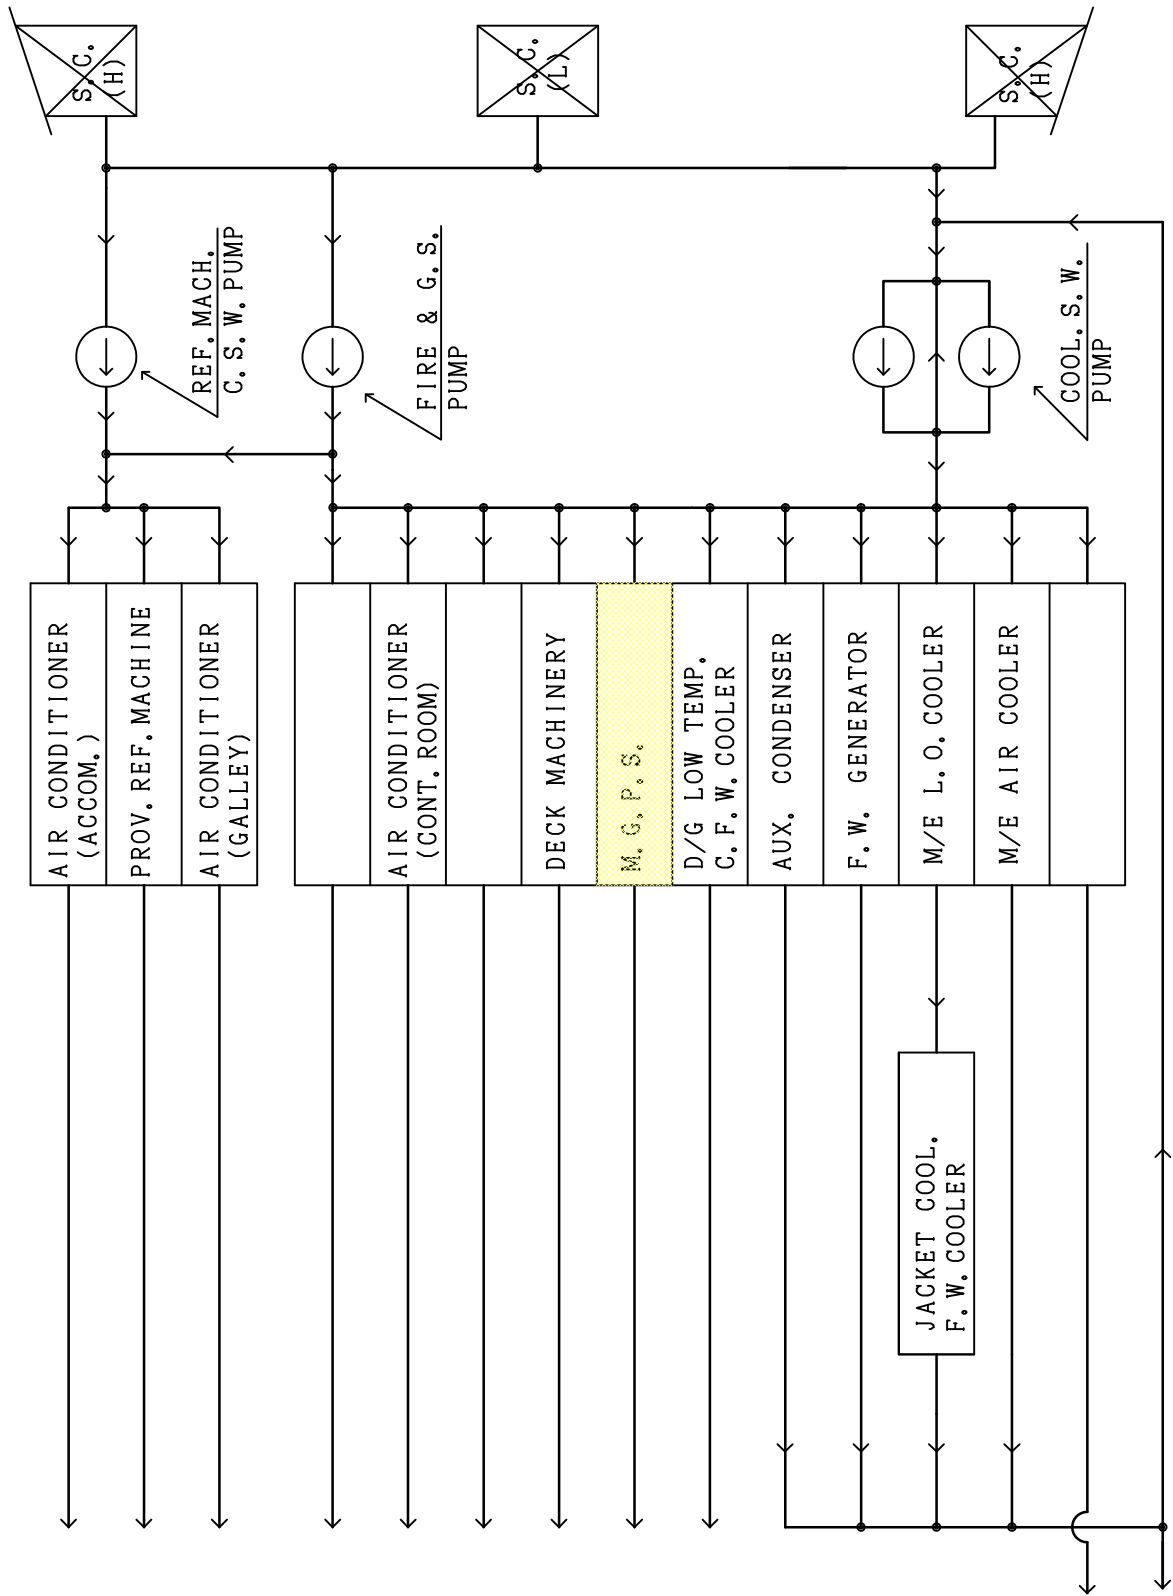 S.C.
(H)
S.C.
(L)
S.C.
(H)
REF.MACH.
C.S.W.PUMP
FIRE & G.S.
PUMP
COOL.S.W.
PUMP
AIR CONDITIONER
(ACCOM.)
PROV.REF.MACHINE
AIR CONDITIONER
(GALLEY)
AIR CONDITIONER
(CONT.ROOM)
DECK MACHINERY
M.G.P.S.
D/G LOW TEMP.
C.F.W.COOLER
AUX. CONDENSER
F.W. GENERATOR
M/E L.O.COOLER
M/E AIR COOLER
JACKET COOL.
F.W.COOLER